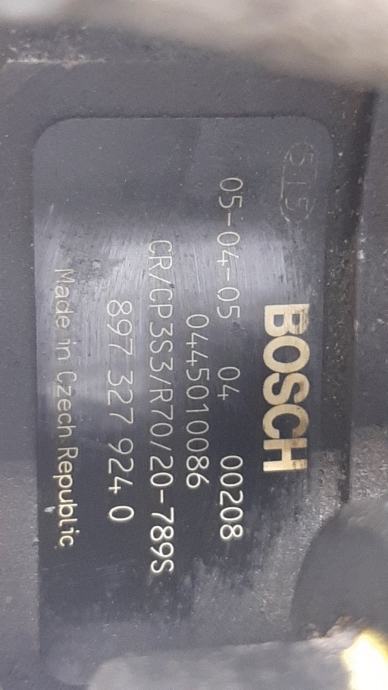 BOSCH
05-04-05 04 00208
0445010086
CR/CP3S3/R70/20-789S
897 327 924 0
Made in Czech Republic